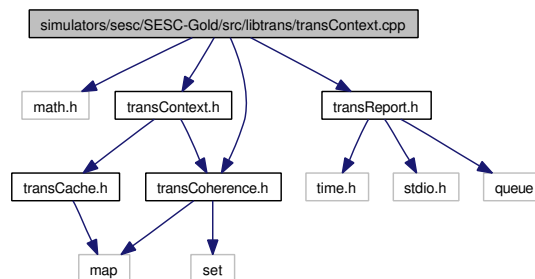 simulators/sesc/SESC-Gold/src/libtrans/transContext.cpp
math.h
transContext.h
transReport.h
transCache.h
transCoherence.h
time.h
stdio.h
queue
map
set